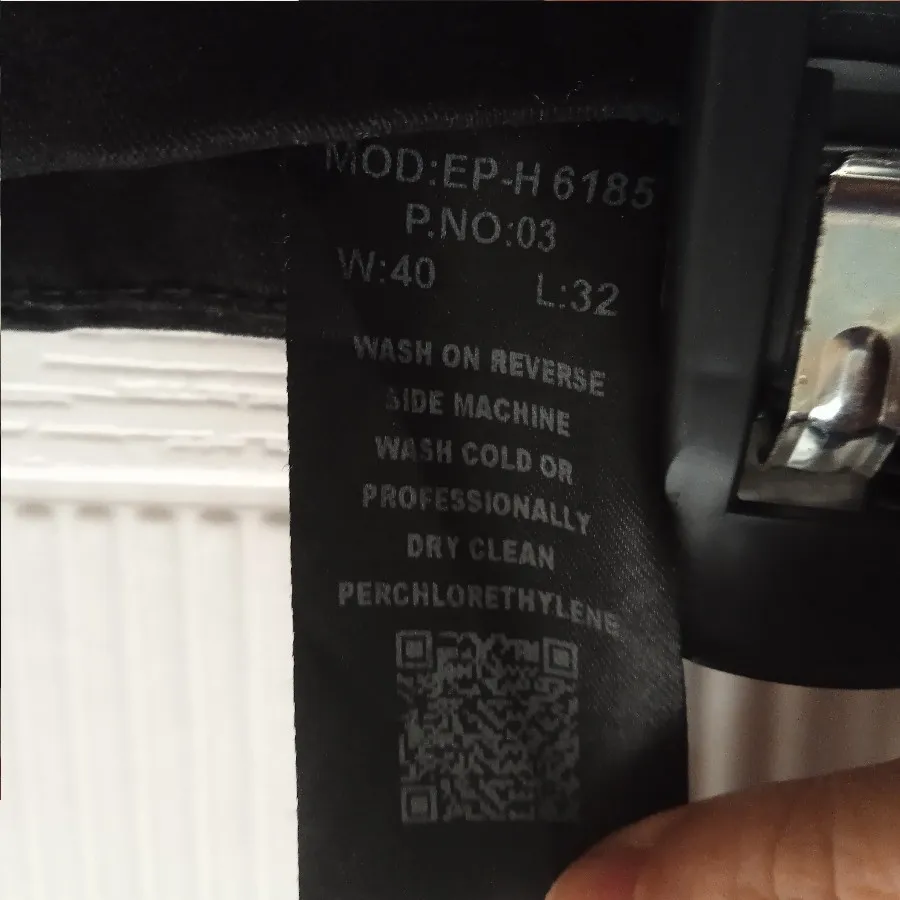 MOD:EP-H 6185
P.NO:03
W:40 L:32
WASH ON REVERSE
SIDE MACHINE
WASH COLD OR
PROFESSIONALLY
DRY CLEAN
PERCHLORETHYLENE